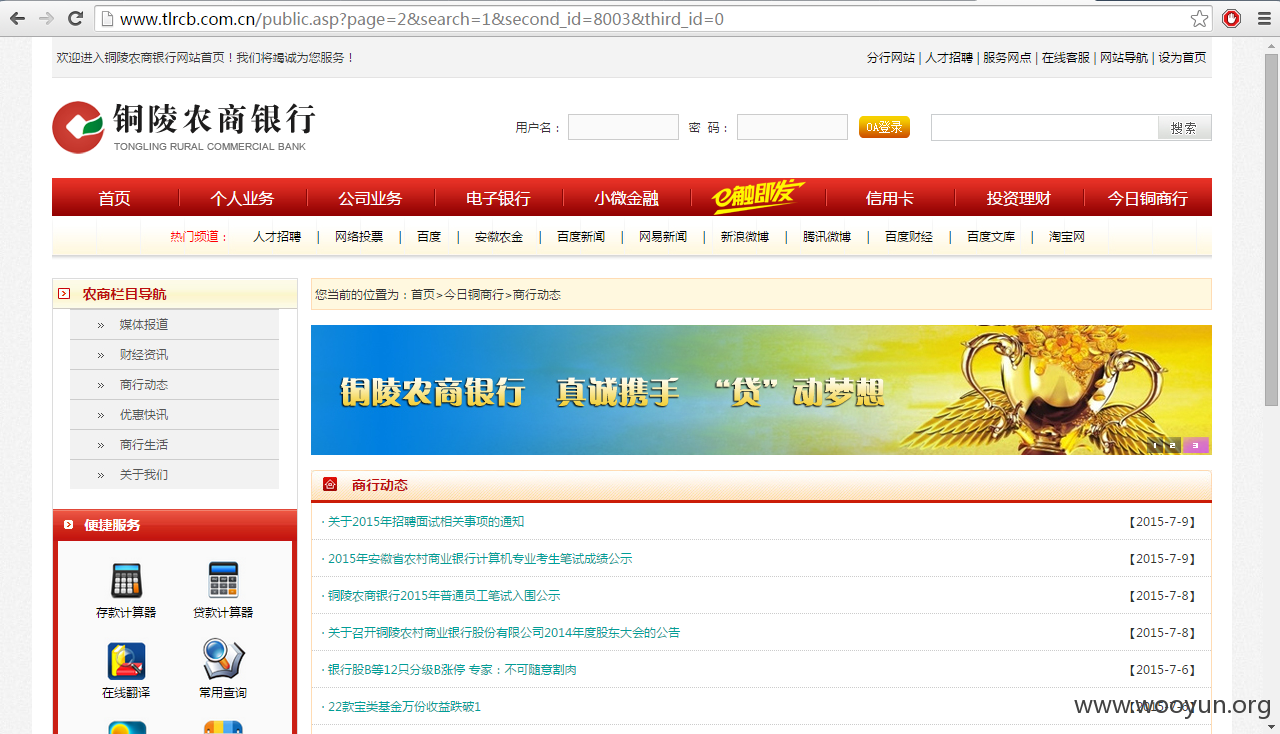 www.tlrcb.com.cn/public.asp?page=2&search=1&second_id=8003&third_id=0
欢迎进入铜陵农商银行网站首页！我们将竭诚为您服务！
分行网站 | 人才招聘 | 服务网点 | 在线客服 | 网站导航 | 设为首页
铜陵农商银行
TONGLING RURAL COMMERCIAL BANK
用户名： 密 码： OA登录 搜索
首页 个人业务 公司业务 电子银行 小微金融 e触即发 信用卡 投资理财 今日铜商行
热门频道： 人才招聘 | 网络投票 | 百度 | 安徽农金 | 百度新闻 | 网易新闻 | 新浪微博 | 腾讯微博 | 百度财经 | 百度文库 | 淘宝网
农商栏目导航
» 媒体报道
» 财经资讯
» 商行动态
» 优惠快讯
» 商行生活
» 关于我们
便捷服务
存款计算器 贷款计算器
在线翻译 常用查询
您当前的位置为：首页>今日铜商行>商行动态
铜陵农商银行 真诚携手 “贷”动梦想
1 2 3
商行动态
· 关于2015年招聘面试相关事项的通知 【2015-7-9】
· 2015年安徽省农村商业银行计算机专业考生笔试成绩公示 【2015-7-9】
· 铜陵农商银行2015年普通员工笔试入围公示 【2015-7-8】
· 关于召开铜陵农村商业银行股份有限公司2014年度股东大会的公告 【2015-7-8】
· 银行股B等12只分级B涨停 专家：不可随意割肉 【2015-7-6】
· 22款宝类基金万份收益跌破1
www.wooyun.org